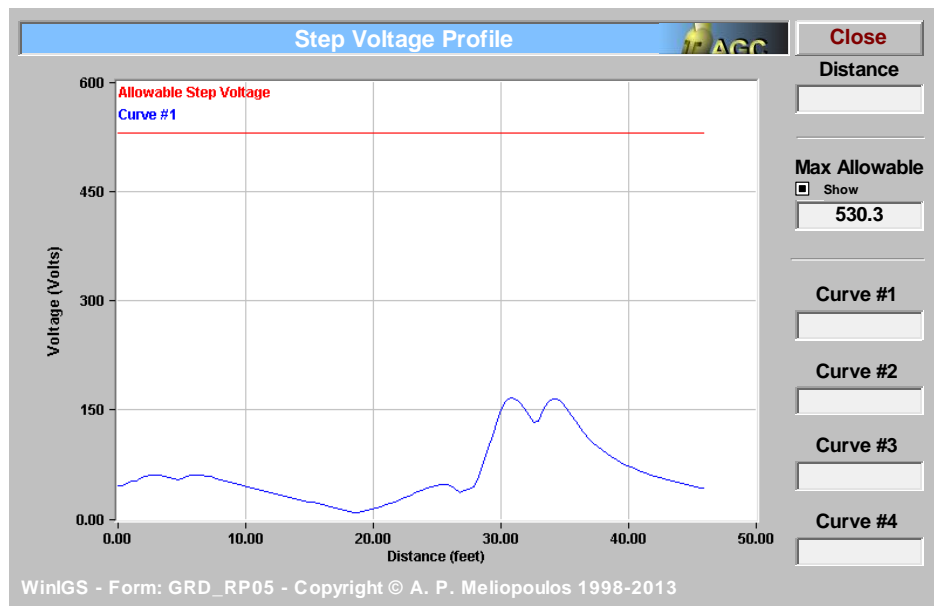 Step Voltage Profile
AGC
Close
Distance
Max Allowable
Show
530.3
Curve #1
Curve #2
Curve #3
Curve #4
Allowable Step Voltage
Curve #1
Voltage (Volts)
600
450
300
150
0.00
0.00 10.00 20.00 30.00 40.00 50.00
Distance (feet)
WinIGS - Form: GRD_RP05 - Copyright © A. P. Meliopoulos 1998-2013